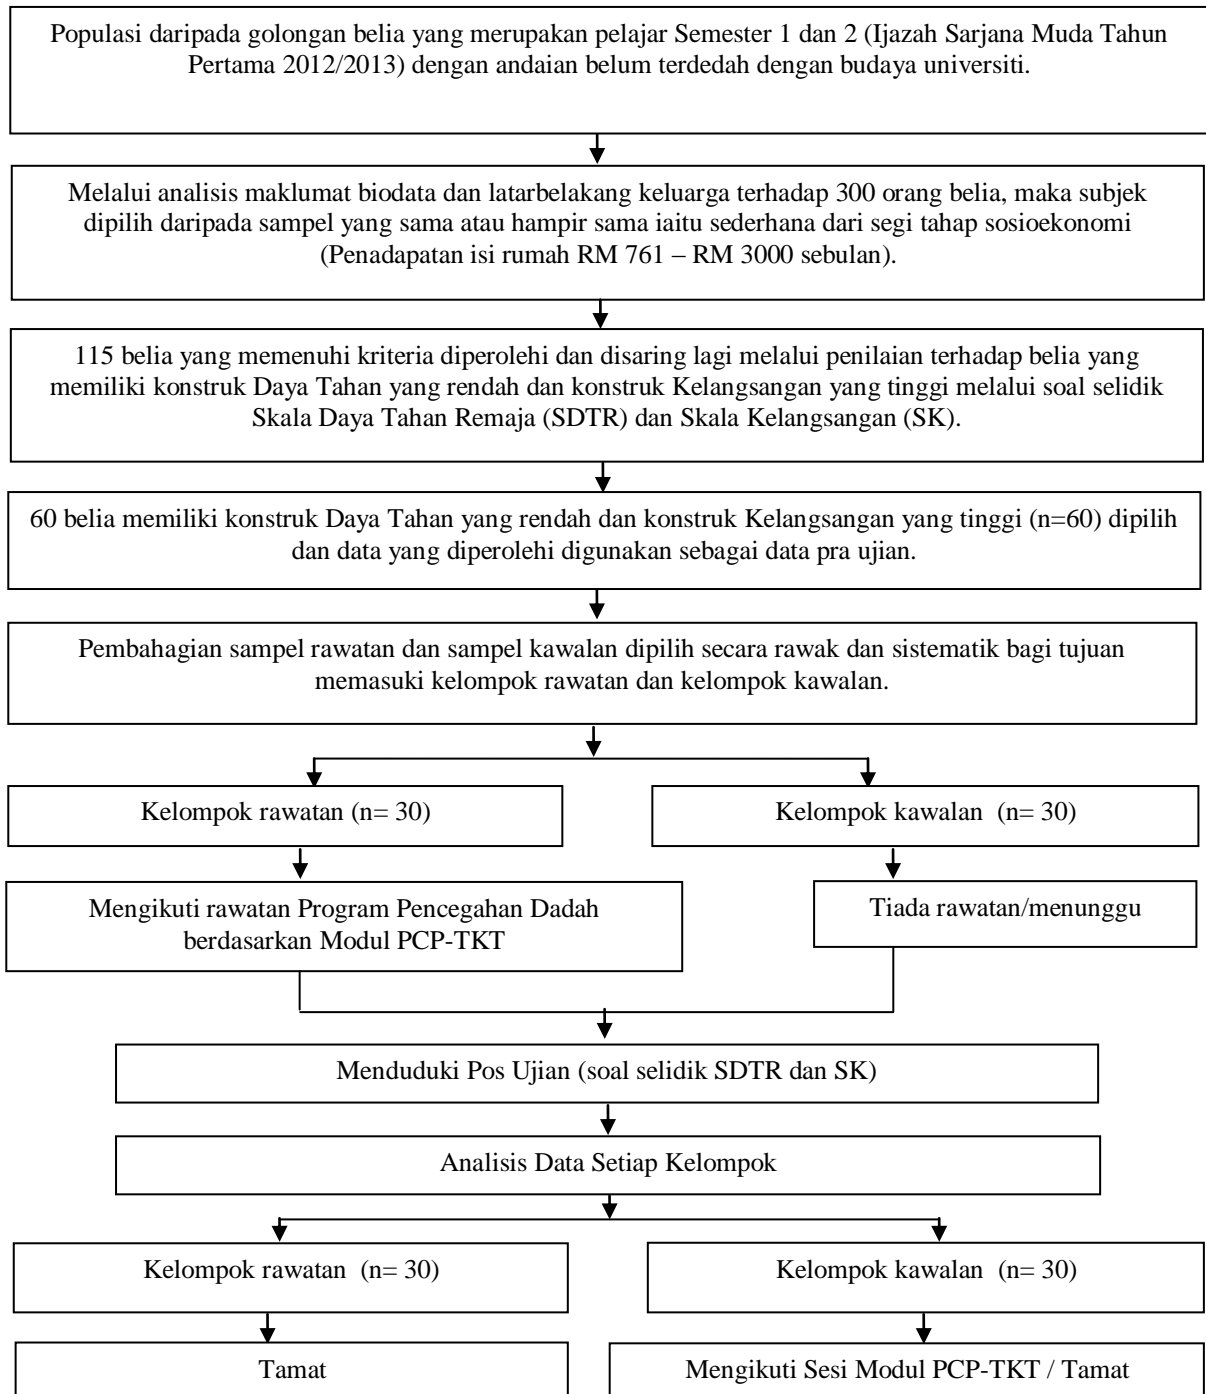 Populasi daripada golongan belia yang merupakan pelajar Semester 1 dan 2 (Ijazah Sarjana Muda Tahun
Pertama 2012/2013) dengan andaian belum terdedah dengan budaya universiti.
Melalui analisis maklumat biodata dan latarbelakang keluarga terhadap 300 orang belia, maka subjek
dipilih daripada sampel yang sama atau hampir sama iaitu sederhana dari segi tahap sosioekonomi
(Penadapatan isi rumah RM 761 – RM 3000 sebulan).
115 belia yang memenuhi kriteria diperolehi dan disaring lagi melalui penilaian terhadap belia yang
memiliki konstruk Daya Tahan yang rendah dan konstruk Kelangsangan yang tinggi melalui soal selidik
Skala Daya Tahan Remaja (SDTR) dan Skala Kelangsangan (SK).
60 belia memiliki konstruk Daya Tahan yang rendah dan konstruk Kelangsangan yang tinggi (n=60) dipilih
dan data yang diperolehi digunakan sebagai data pra ujian.
Pembahagian sampel rawatan dan sampel kawalan dipilih secara rawak dan sistematik bagi tujuan
memasuki kelompok rawatan dan kelompok kawalan.
Kelompok rawatan (n= 30)
Kelompok kawalan (n= 30)
Mengikuti rawatan Program Pencegahan Dadah
berdasarkan Modul PCP-TKT
Tiada rawatan/menunggu
Menduduki Pos Ujian (soal selidik SDTR dan SK)
Analisis Data Setiap Kelompok
Kelompok rawatan (n= 30)
Kelompok kawalan (n= 30)
Tamat
Mengikuti Sesi Modul PCP-TKT / Tamat